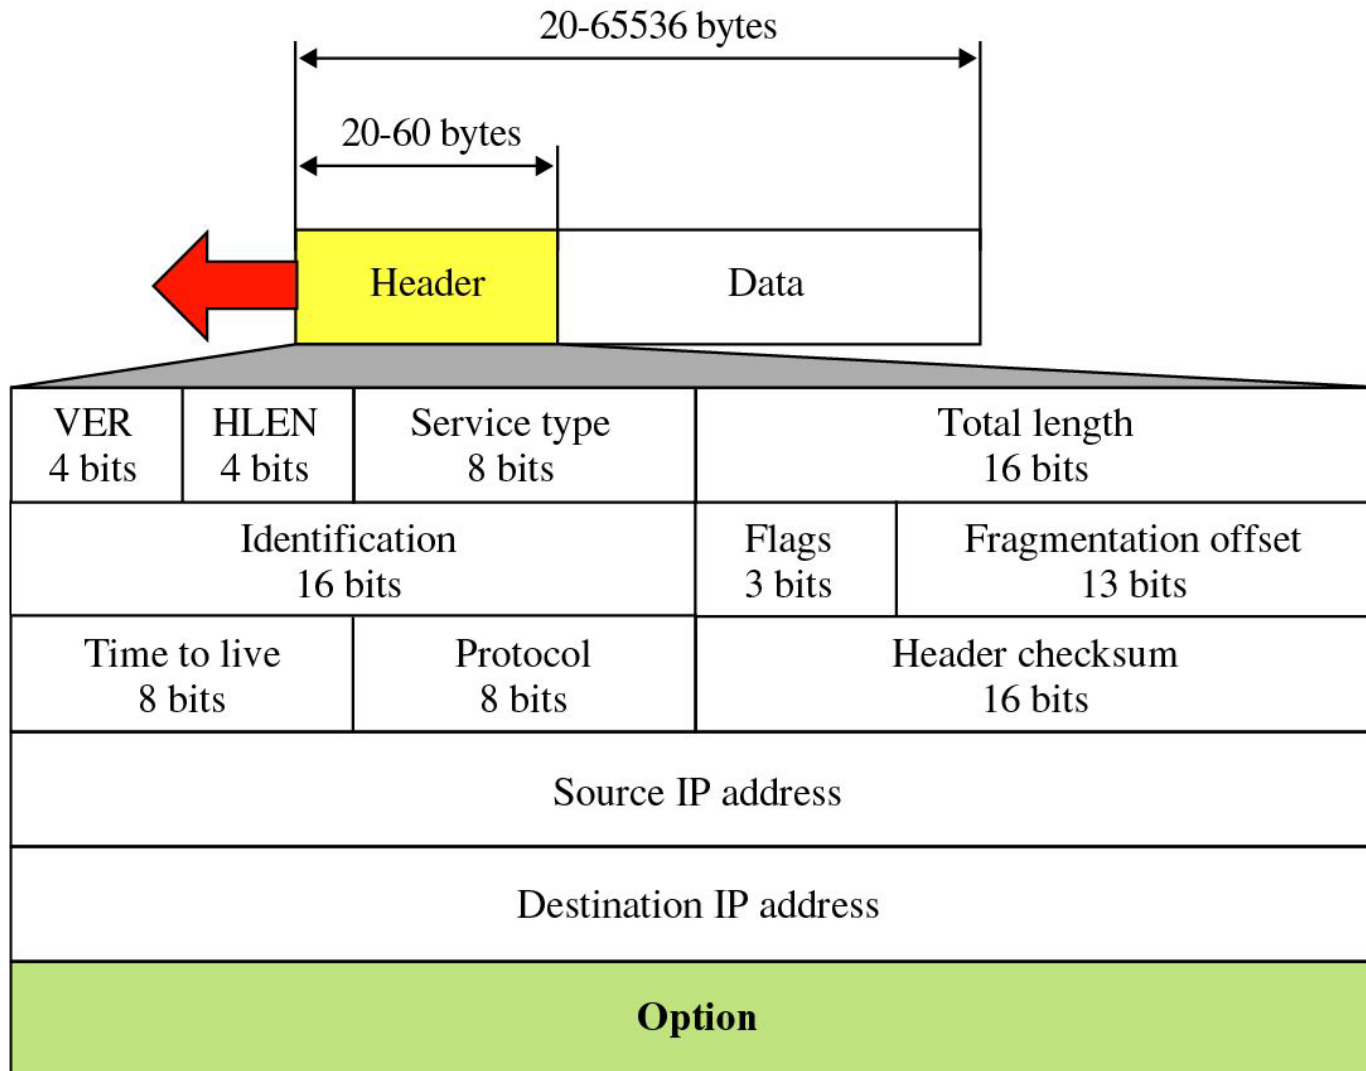 20-65536 bytes
20-60 bytes
Header
Data
VER
4 bits
HLEN
4 bits
Service type
8 bits
Total length
16 bits
Identification
16 bits
Flags
3 bits
Fragmentation offset
13 bits
Time to live
8 bits
Protocol
8 bits
Header checksum
16 bits
Source IP address
Destination IP address
Option